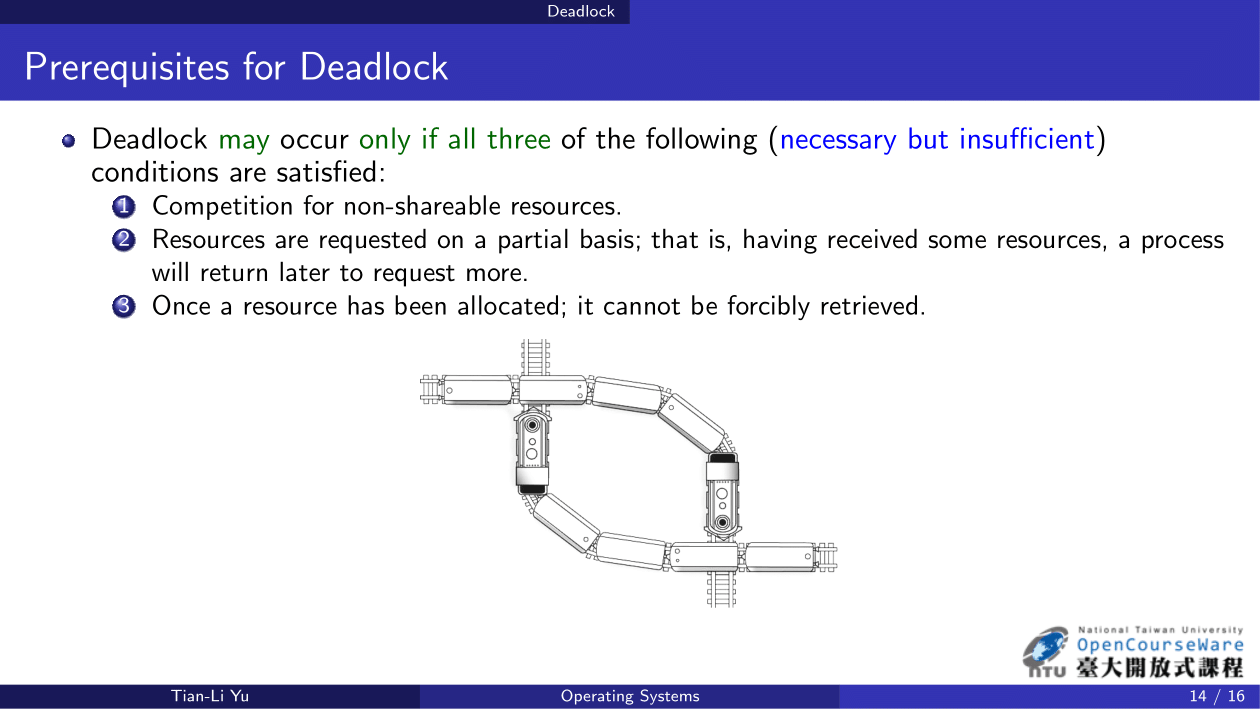 Deadlock
Prerequisites for Deadlock
Deadlock may occur only if all three of the following (necessary but insufficient)
conditions are satisfied:
1 Competition for non-shareable resources.
2 Resources are requested on a partial basis; that is, having received some resources, a process
will return later to request more.
3 Once a resource has been allocated; it cannot be forcibly retrieved.
National Taiwan University
OpenCourseWare
NTU 臺大開放式課程
Tian-Li Yu
Operating Systems
14 / 16